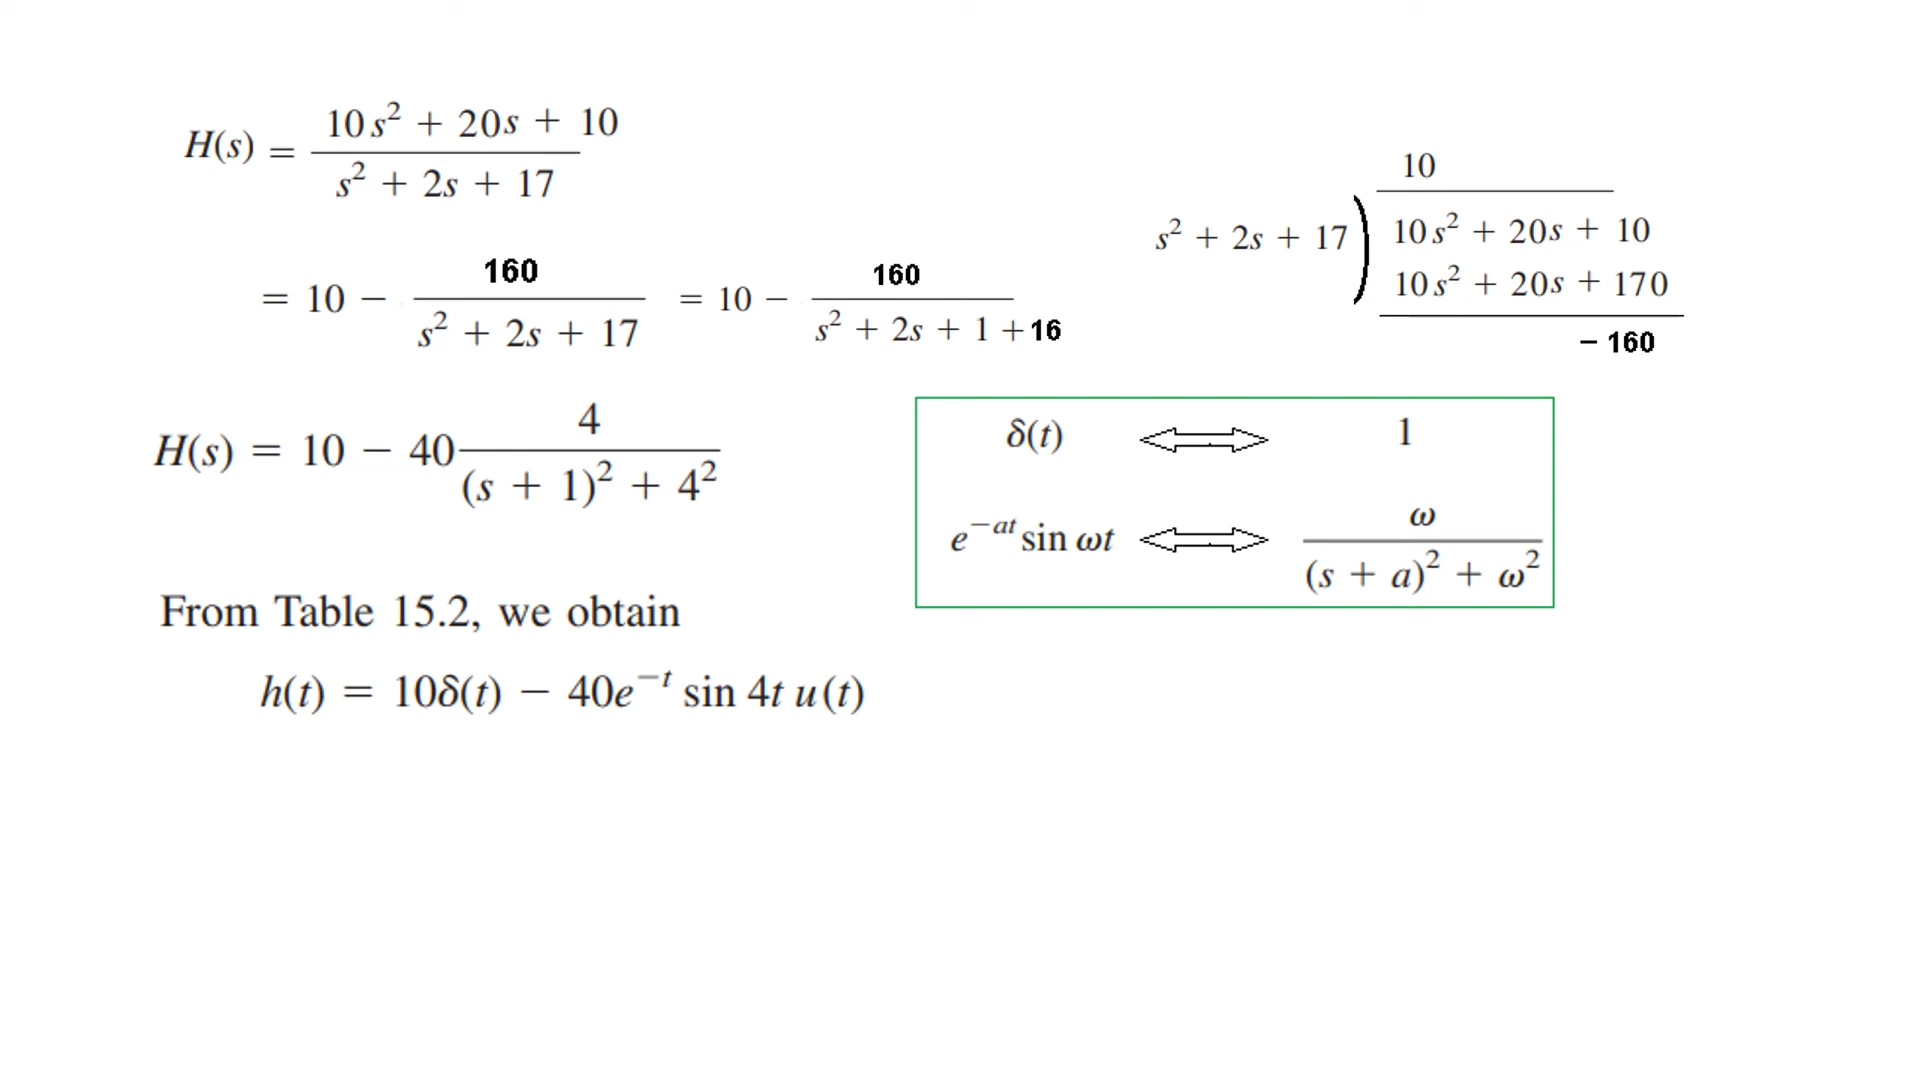 H(s) = (10s² + 20s + 10) / (s² + 2s + 17)
= 10 − 160 / (s² + 2s + 17) = 10 − 160 / (s² + 2s + 1 + 16)
H(s) = 10 − 40 4 / ((s + 1)² + 4²)
From Table 15.2, we obtain
h(t) = 10δ(t) − 40e^(−t) sin 4t u(t)
10
s² + 2s + 17 ) 10s² + 20s + 10
10s² + 20s + 170
− 160
δ(t) ⇔ 1
e^(−at) sin ωt ⇔ ω / ((s + a)² + ω²)